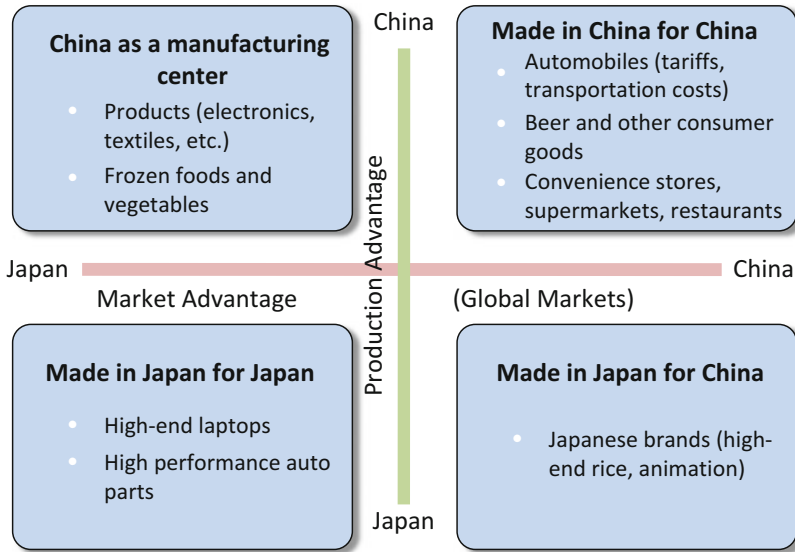 China
China as a manufacturing
center
• Products (electronics,
textiles, etc.)
• Frozen foods and
vegetables
Made in China for China
• Automobiles (tariffs,
transportation costs)
• Beer and other consumer
goods
• Convenience stores,
supermarkets, restaurants
Production Advantage
Japan
China
Market Advantage
(Global Markets)
Made in Japan for Japan
• High-end laptops
• High performance auto
parts
Made in Japan for China
• Japanese brands (high-
end rice, animation)
Japan